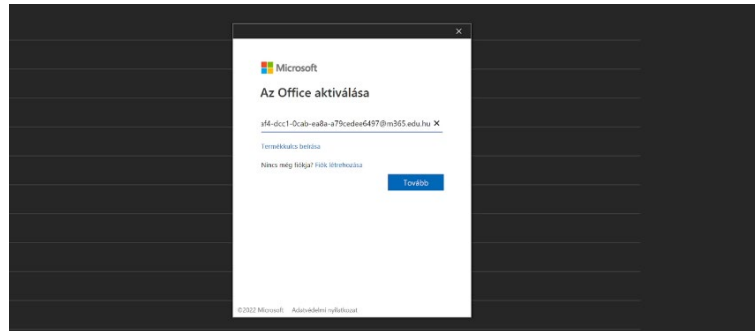 Microsoft
Az Office aktiválása
-dcc1-0cab-ea8a-a79cedee6497@m365.edu.hu
Termékkulcs beírása
Nincs még fiókja? Fiók létrehozása
Tovább
©2022 Microsoft Adatvédelmi nyilatkozat